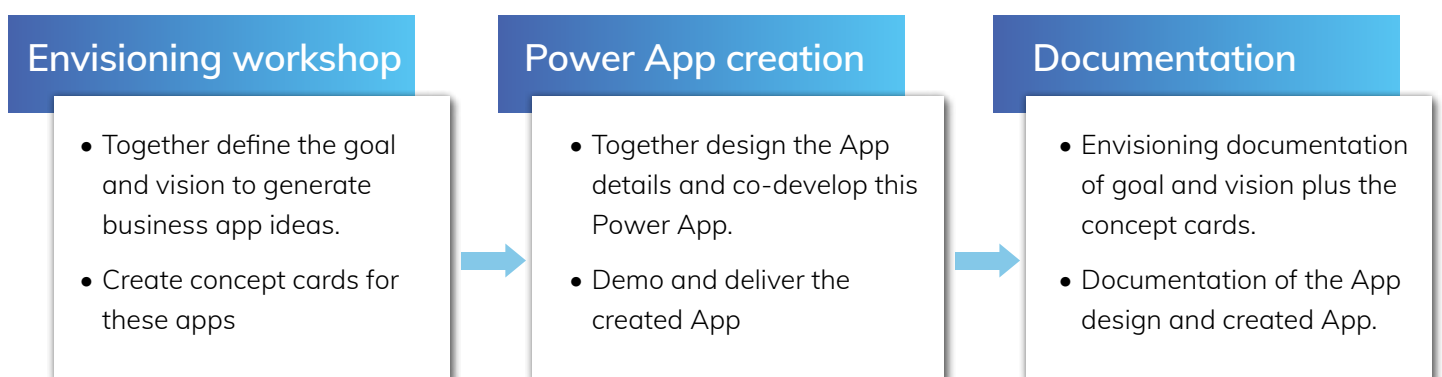 Envisioning workshop
• Together define the goal
and vision to generate
business app ideas.
• Create concept cards for
these apps
Power App creation
• Together design the App
details and co-develop this
Power App.
• Demo and deliver the
created App
Documentation
• Envisioning documentation
of goal and vision plus the
concept cards.
• Documentation of the App
design and created App.